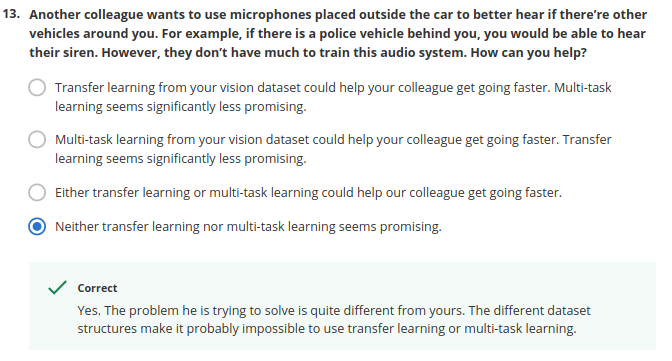 13. Another colleague wants to use microphones placed outside the car to better hear if there're other
vehicles around you. For example, if there is a police vehicle behind you, you would be able to hear
their siren. However, they don't have much to train this audio system. How can you help?
Transfer learning from your vision dataset could help your colleague get going faster. Multi-task
learning seems significantly less promising.
Multi-task learning from your vision dataset could help your colleague get going faster. Transfer
learning seems significantly less promising.
Either transfer learning or multi-task learning could help our colleague get going faster.
Neither transfer learning nor multi-task learning seems promising.
Correct
Yes. The problem he is trying to solve is quite different from yours. The different dataset
structures make it probably impossible to use transfer learning or multi-task learning.